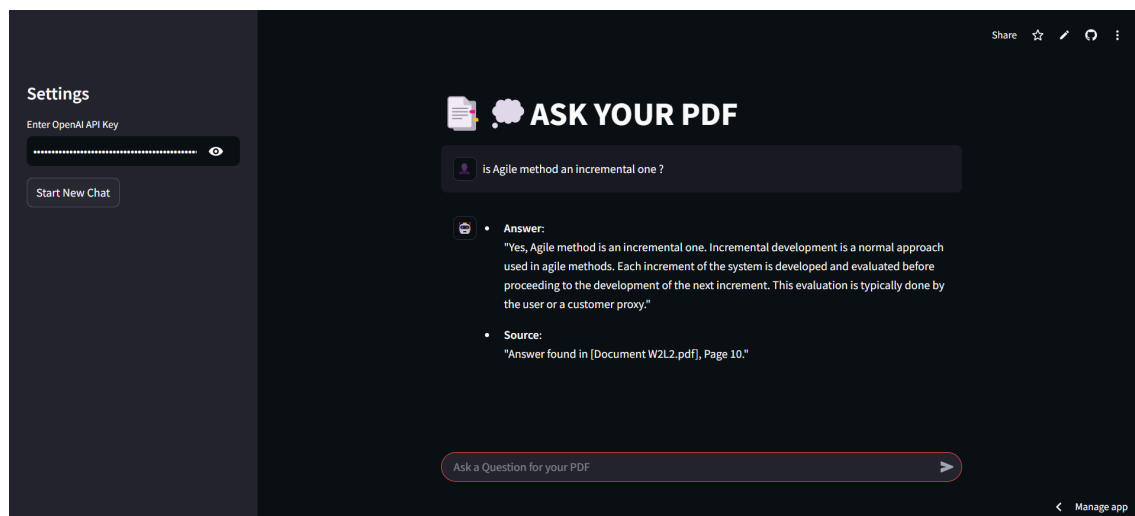 Share
Settings
Enter OpenAI API Key
Start New Chat
ASK YOUR PDF
is Agile method an incremental one ?
• Answer:
"Yes, Agile method is an incremental one. Incremental development is a normal approach
used in agile methods. Each increment of the system is developed and evaluated before
proceeding to the development of the next increment. This evaluation is typically done by
the user or a customer proxy."
• Source:
"Answer found in [Document W2L2.pdf], Page 10."
Ask a Question for your PDF
Manage app